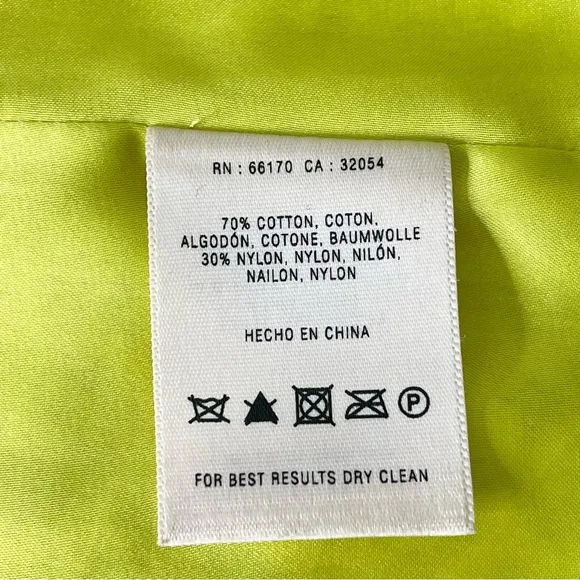 RN : 66170 CA : 32054
70% COTTON, COTON,
ALGODÓN, COTONE, BAUMWOLLE
30% NYLON, NYLON, NILÓN,
NAILON, NYLON
HECHO EN CHINA
P
FOR BEST RESULTS DRY CLEAN